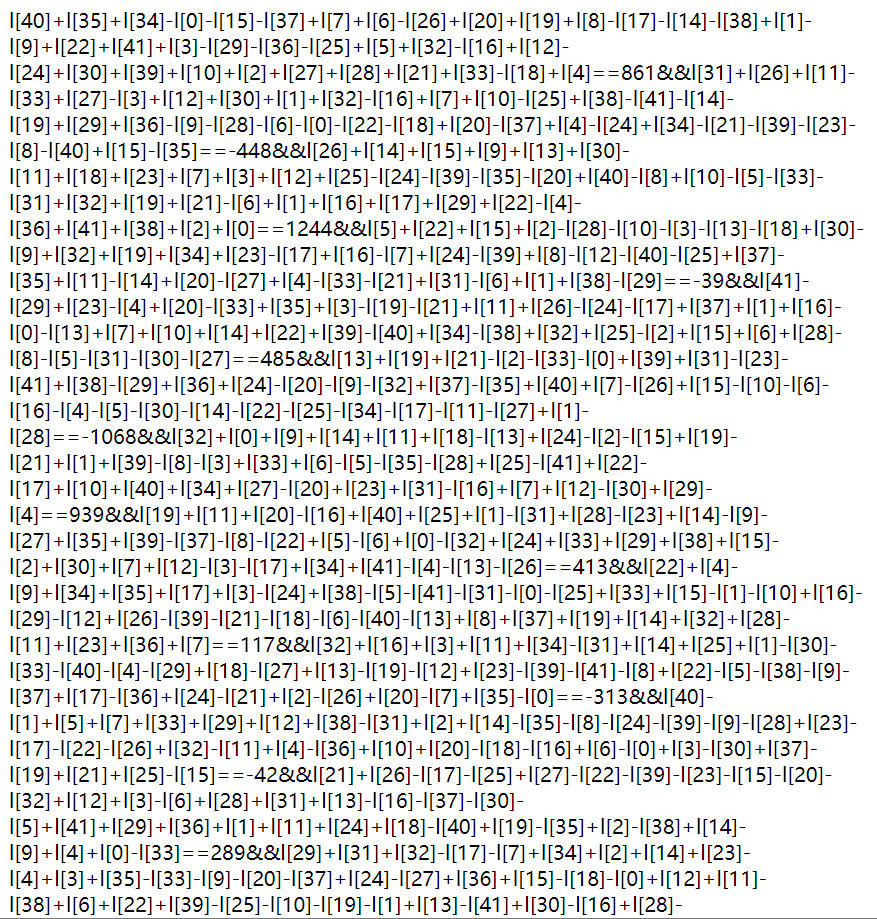 l[40]+l[35]+l[34]-l[0]-l[15]-l[37]+l[7]+l[6]-l[26]+l[20]+l[19]+l[8]-l[17]-l[14]-l[38]+l[1]-
l[9]+l[22]+l[41]+l[3]-l[29]-l[36]-l[25]+l[5]+l[32]-l[16]+l[12]-
l[24]+l[30]+l[39]+l[10]+l[2]+l[27]+l[28]+l[21]+l[33]-l[18]+l[4]==861&&l[31]+l[26]+l[11]-
l[33]+l[27]-l[3]+l[12]+l[30]+l[1]+l[32]-l[16]+l[7]+l[10]-l[25]+l[38]-l[41]-l[14]-
l[19]+l[29]+l[36]-l[9]-l[28]-l[6]-l[0]-l[22]-l[18]+l[20]-l[37]+l[4]-l[24]+l[34]-l[21]-l[39]-l[23]-
l[8]-l[40]+l[15]-l[35]==-448&&l[26]+l[14]+l[15]+l[9]+l[13]+l[30]-
l[11]+l[18]+l[23]+l[7]+l[3]+l[12]+l[25]-l[24]-l[39]-l[35]-l[20]+l[40]-l[8]+l[10]-l[5]-l[33]-
l[31]+l[32]+l[19]+l[21]-l[6]+l[1]+l[16]+l[17]+l[29]+l[22]-l[4]-
l[36]+l[41]+l[38]+l[2]+l[0]==1244&&l[5]+l[22]+l[15]+l[2]-l[28]-l[10]-l[3]-l[13]-l[18]+l[30]-
l[9]+l[32]+l[19]+l[34]+l[23]-l[17]+l[16]-l[7]+l[24]-l[39]+l[8]-l[12]-l[40]-l[25]+l[37]-
l[35]+l[11]-l[14]+l[20]-l[27]+l[4]-l[33]-l[21]+l[31]-l[6]+l[1]+l[38]-l[29]==-39&&l[41]-
l[29]+l[23]-l[4]+l[20]-l[33]+l[35]+l[3]-l[19]-l[21]+l[11]+l[26]-l[24]-l[17]+l[37]+l[1]+l[16]-
l[0]-l[13]+l[7]+l[10]+l[14]+l[22]+l[39]-l[40]+l[34]-l[38]+l[32]+l[25]-l[2]+l[15]+l[6]+l[28]-
l[8]-l[5]-l[31]-l[30]-l[27]==485&&l[13]+l[19]+l[21]-l[2]-l[33]-l[0]+l[39]+l[31]-l[23]-
l[41]+l[38]-l[29]+l[36]+l[24]-l[20]-l[9]-l[32]+l[37]-l[35]+l[40]+l[7]-l[26]+l[15]-l[10]-l[6]-
l[16]-l[4]-l[5]-l[30]-l[14]-l[22]-l[25]-l[34]-l[17]-l[11]-l[27]+l[1]-
l[28]==-1068&&l[32]+l[0]+l[9]+l[14]+l[11]+l[18]-l[13]+l[24]-l[2]-l[15]+l[19]-
l[21]+l[1]+l[39]-l[8]-l[3]+l[33]+l[6]-l[5]-l[35]-l[28]+l[25]-l[41]+l[22]-
l[17]+l[10]+l[40]+l[34]+l[27]-l[20]+l[23]+l[31]-l[16]+l[7]+l[12]-l[30]+l[29]-
l[4]==939&&l[19]+l[11]+l[20]-l[16]+l[40]+l[25]+l[1]-l[31]+l[28]-l[23]+l[14]-l[9]-
l[27]+l[35]+l[39]-l[37]-l[8]-l[22]+l[5]-l[6]+l[0]-l[32]+l[24]+l[33]+l[29]+l[38]+l[15]-
l[2]+l[30]+l[7]+l[12]-l[3]-l[17]+l[34]+l[41]-l[4]-l[13]-l[26]==413&&l[22]+l[4]-
l[9]+l[34]+l[35]+l[17]+l[3]-l[24]+l[38]-l[5]-l[41]-l[31]-l[0]-l[25]+l[33]+l[15]-l[1]-l[10]+l[16]-
l[29]-l[12]+l[26]-l[39]-l[21]-l[18]-l[6]-l[40]-l[13]+l[8]+l[37]+l[19]+l[14]+l[32]+l[28]-
l[11]+l[23]+l[36]+l[7]==117&&l[32]+l[16]+l[3]+l[11]+l[34]-l[31]+l[14]+l[25]+l[1]-l[30]-
l[33]-l[40]-l[4]-l[29]+l[18]-l[27]+l[13]-l[19]-l[12]+l[23]-l[39]-l[41]-l[8]+l[22]-l[5]-l[38]-l[9]-
l[37]+l[17]-l[36]+l[24]-l[21]+l[2]-l[26]+l[20]-l[7]+l[35]-l[0]==-313&&l[40]-
l[1]+l[5]+l[7]+l[33]+l[29]+l[12]+l[38]-l[31]+l[2]+l[14]-l[35]-l[8]-l[24]-l[39]-l[9]-l[28]+l[23]-
l[17]-l[22]-l[26]+l[32]-l[11]+l[4]-l[36]+l[10]+l[20]-l[18]-l[16]+l[6]-l[0]+l[3]-l[30]+l[37]-
l[19]+l[21]+l[25]-l[15]==-42&&l[21]+l[26]-l[17]-l[25]+l[27]-l[22]-l[39]-l[23]-l[15]-l[20]-
l[32]+l[12]+l[3]-l[6]+l[28]+l[31]+l[13]-l[16]-l[37]-l[30]-
l[5]+l[41]+l[29]+l[36]+l[1]+l[11]+l[24]+l[18]-l[40]+l[19]-l[35]+l[2]-l[38]+l[14]-
l[9]+l[4]+l[0]-l[33]==289&&l[29]+l[31]+l[32]-l[17]-l[7]+l[34]+l[2]+l[14]+l[23]-
l[4]+l[3]+l[35]-l[33]-l[9]-l[20]-l[37]+l[24]-l[27]+l[36]+l[15]-l[18]-l[0]+l[12]+l[11]-
l[38]+l[6]+l[22]+l[39]-l[25]-l[10]-l[19]-l[1]+l[13]-l[41]+l[30]-l[16]+l[28]-